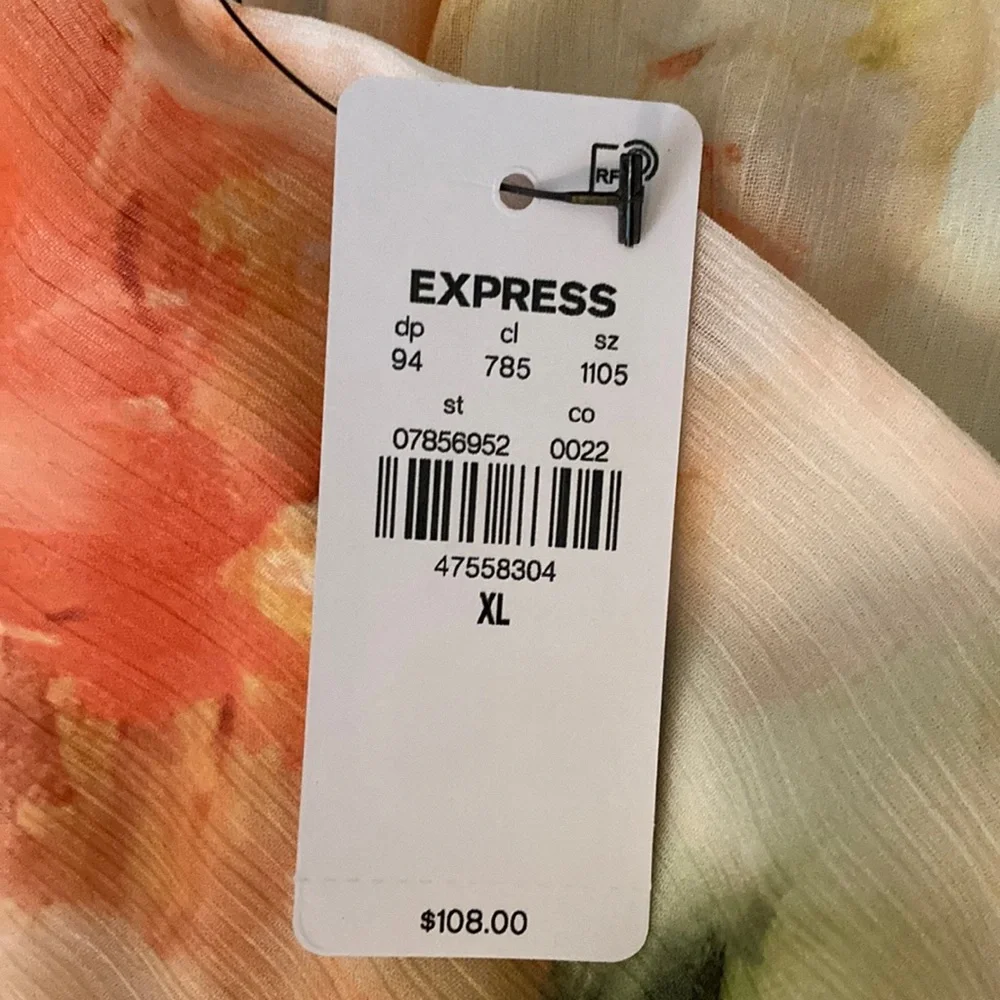 RF
EXPRESS
dp cl sz
94 785 1105
st co
07856952 0022
47558304
XL
$108.00